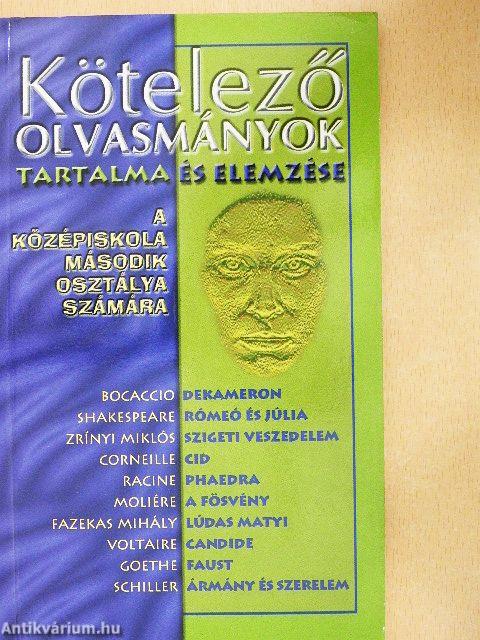 Kötelező
OLVASMÁNYOK
TARTALMA ÉS ELEMZÉSE
A
KÖZÉPISKOLA
MÁSODIK
OSZTÁLYA
SZÁMÁRA
BOCACCIO DEKAMERON
SHAKESPEARE RÓMEÓ ÉS JÚLIA
ZRÍNYI MIKLÓS SZIGETI VESZEDELEM
CORNEILLE CID
RACINE PHAEDRA
MOLIÉRE A FÖSVÉNY
FAZEKAS MIHÁLY LÚDAS MATYI
VOLTAIRE CANDIDE
GOETHE FAUST
SCHILLER ÁRMÁNY ÉS SZERELEM
Antikvárium.hu